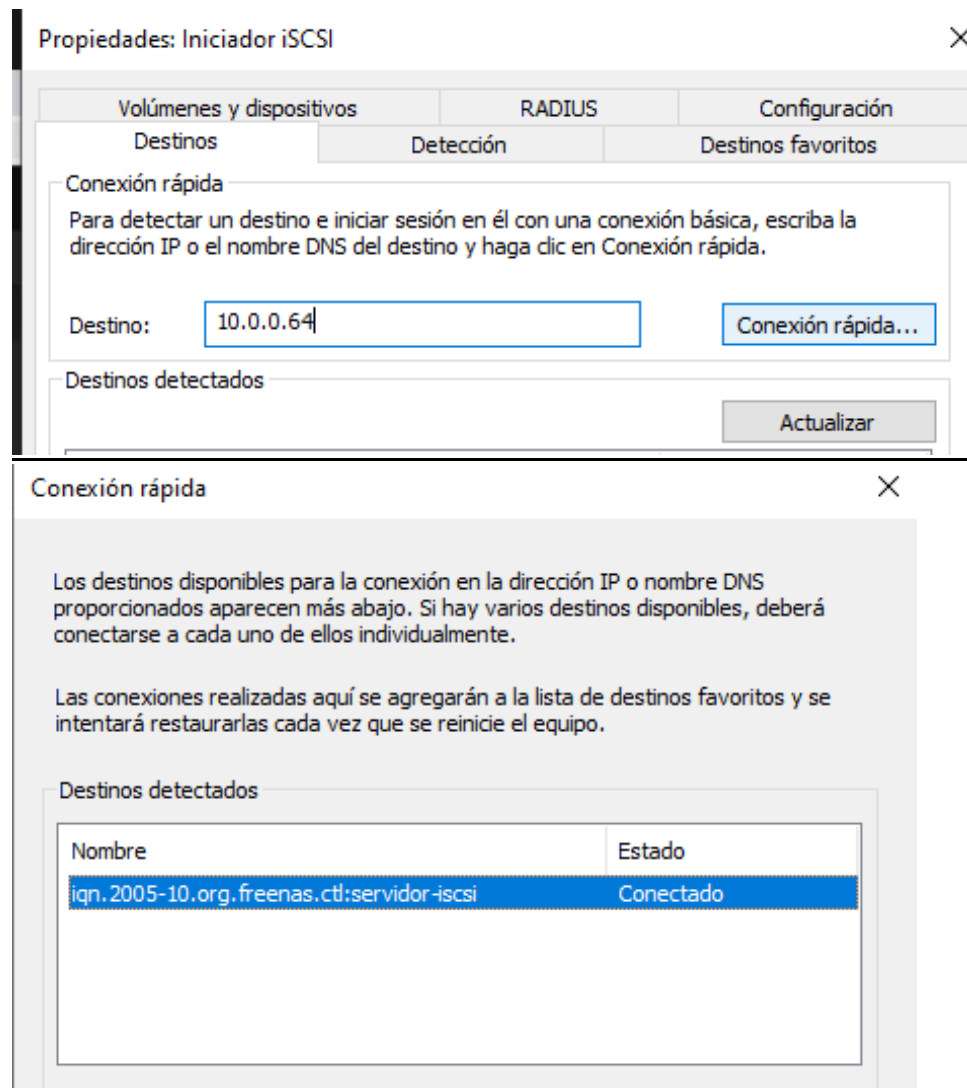 Propiedades: Iniciador iSCSI
Volúmenes y dispositivos RADIUS Configuración
Destinos Detección Destinos favoritos
Conexión rápida
Para detectar un destino e iniciar sesión en él con una conexión básica, escriba la
dirección IP o el nombre DNS del destino y haga clic en Conexión rápida.
Destino: 10.0.0.64 Conexión rápida...
Destinos detectados
Actualizar
Conexión rápida
Los destinos disponibles para la conexión en la dirección IP o nombre DNS
proporcionados aparecen más abajo. Si hay varios destinos disponibles, deberá
conectarse a cada uno de ellos individualmente.
Las conexiones realizadas aquí se agregarán a la lista de destinos favoritos y se
intentará restaurarlas cada vez que se reinicie el equipo.
Destinos detectados
Nombre Estado
iqn.2005-10.org.freenas.ctl:servidor-iscsi Conectado